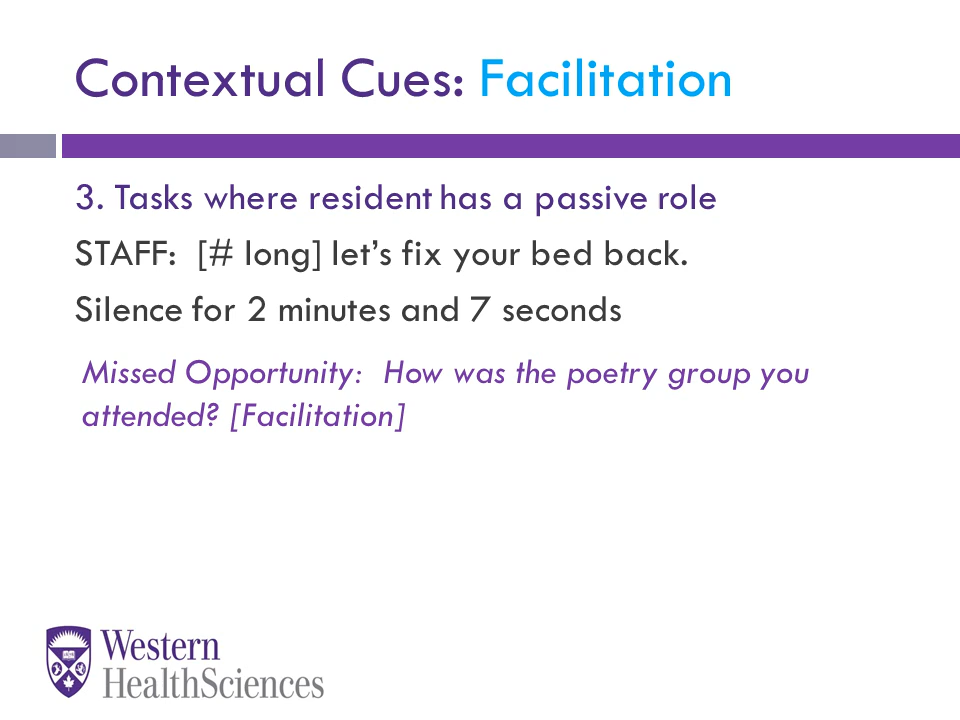 Contextual Cues: Facilitation
3. Tasks where resident has a passive role
STAFF:  [# long] let’s fix your bed back.
Silence for 2 minutes and 7 seconds
Missed Opportunity:  How was the poetry group you
attended? [Facilitation]
Western
HealthSciences